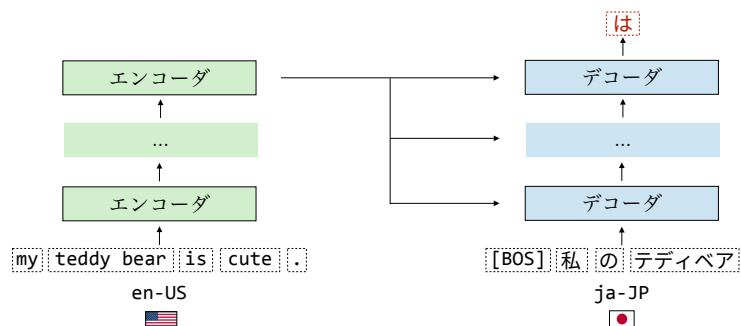 は
エンコーダ
デコーダ
...
...
エンコーダ
デコーダ
my teddy bear is cute .
[BOS] 私 の テディベア
en-US
ja-JP